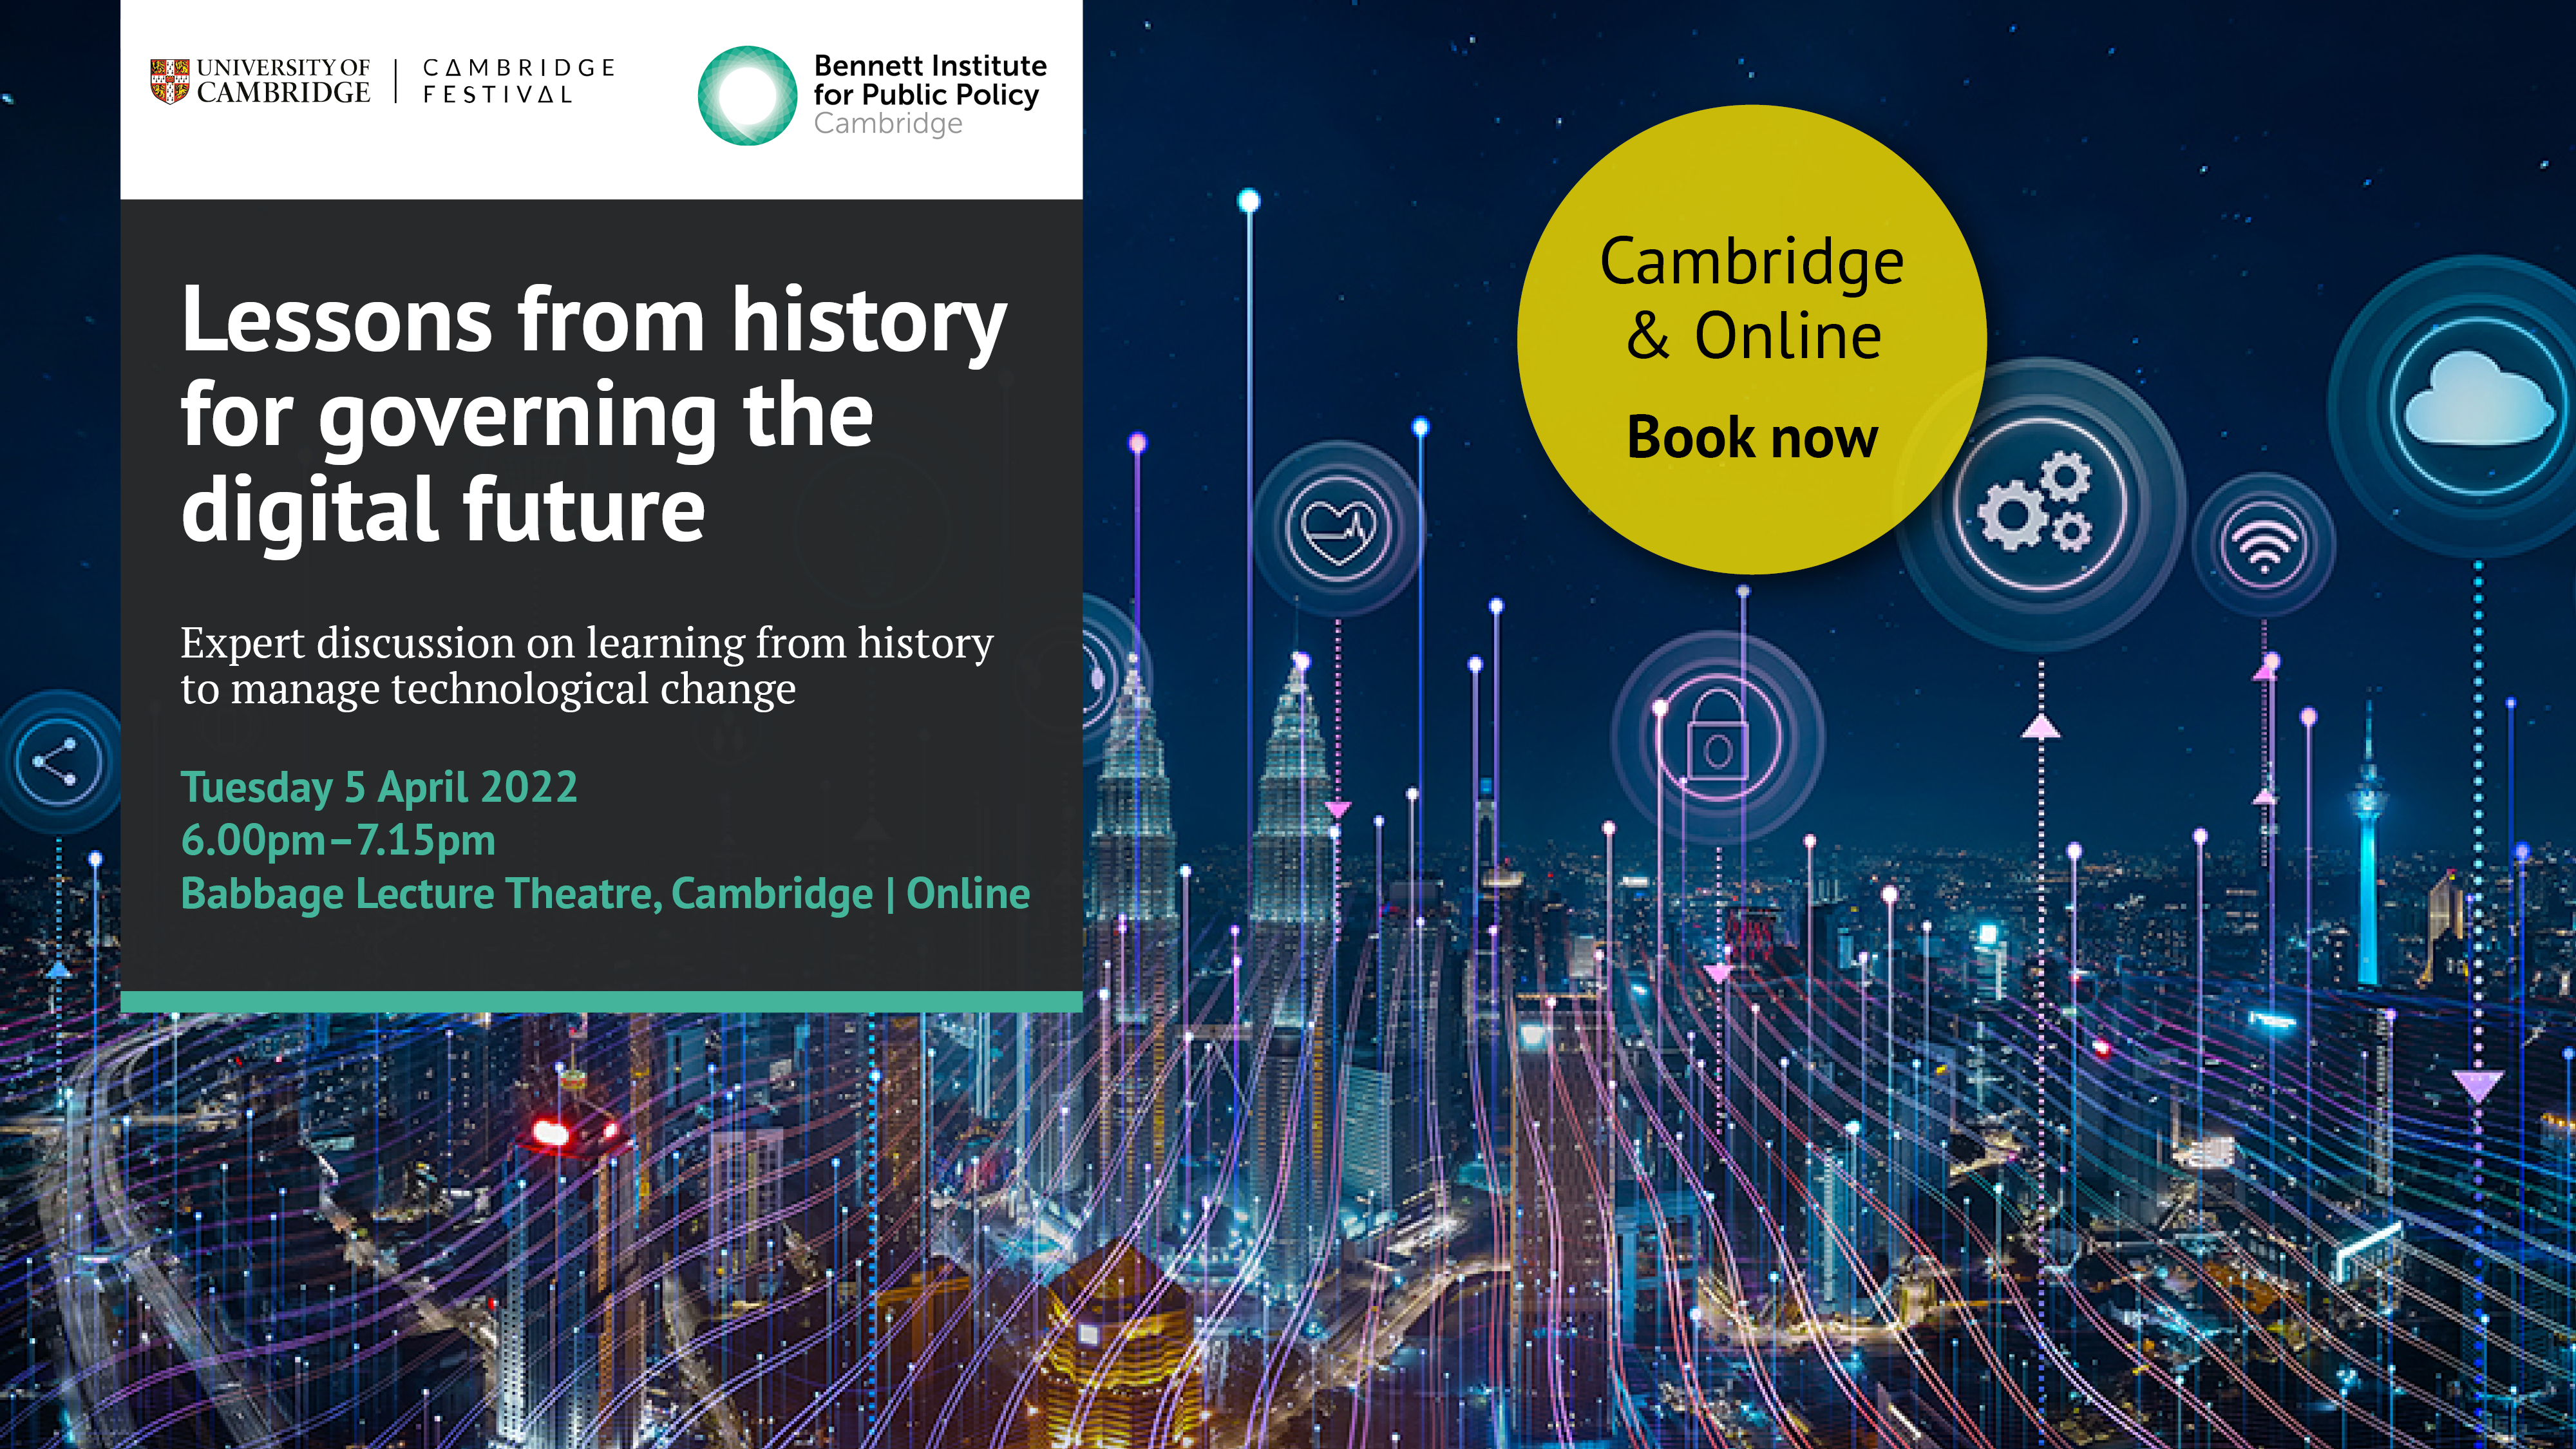 UNIVERSITY OF
CAMBRIDGE
CAMBRIDGE
FESTIVAL
Bennett Institute
for Public Policy
Cambridge
Lessons from history
for governing the
digital future
Expert discussion on learning from history
to manage technological change
Tuesday 5 April 2022
6.00pm–7.15pm
Babbage Lecture Theatre, Cambridge | Online
Cambridge
& Online
Book now